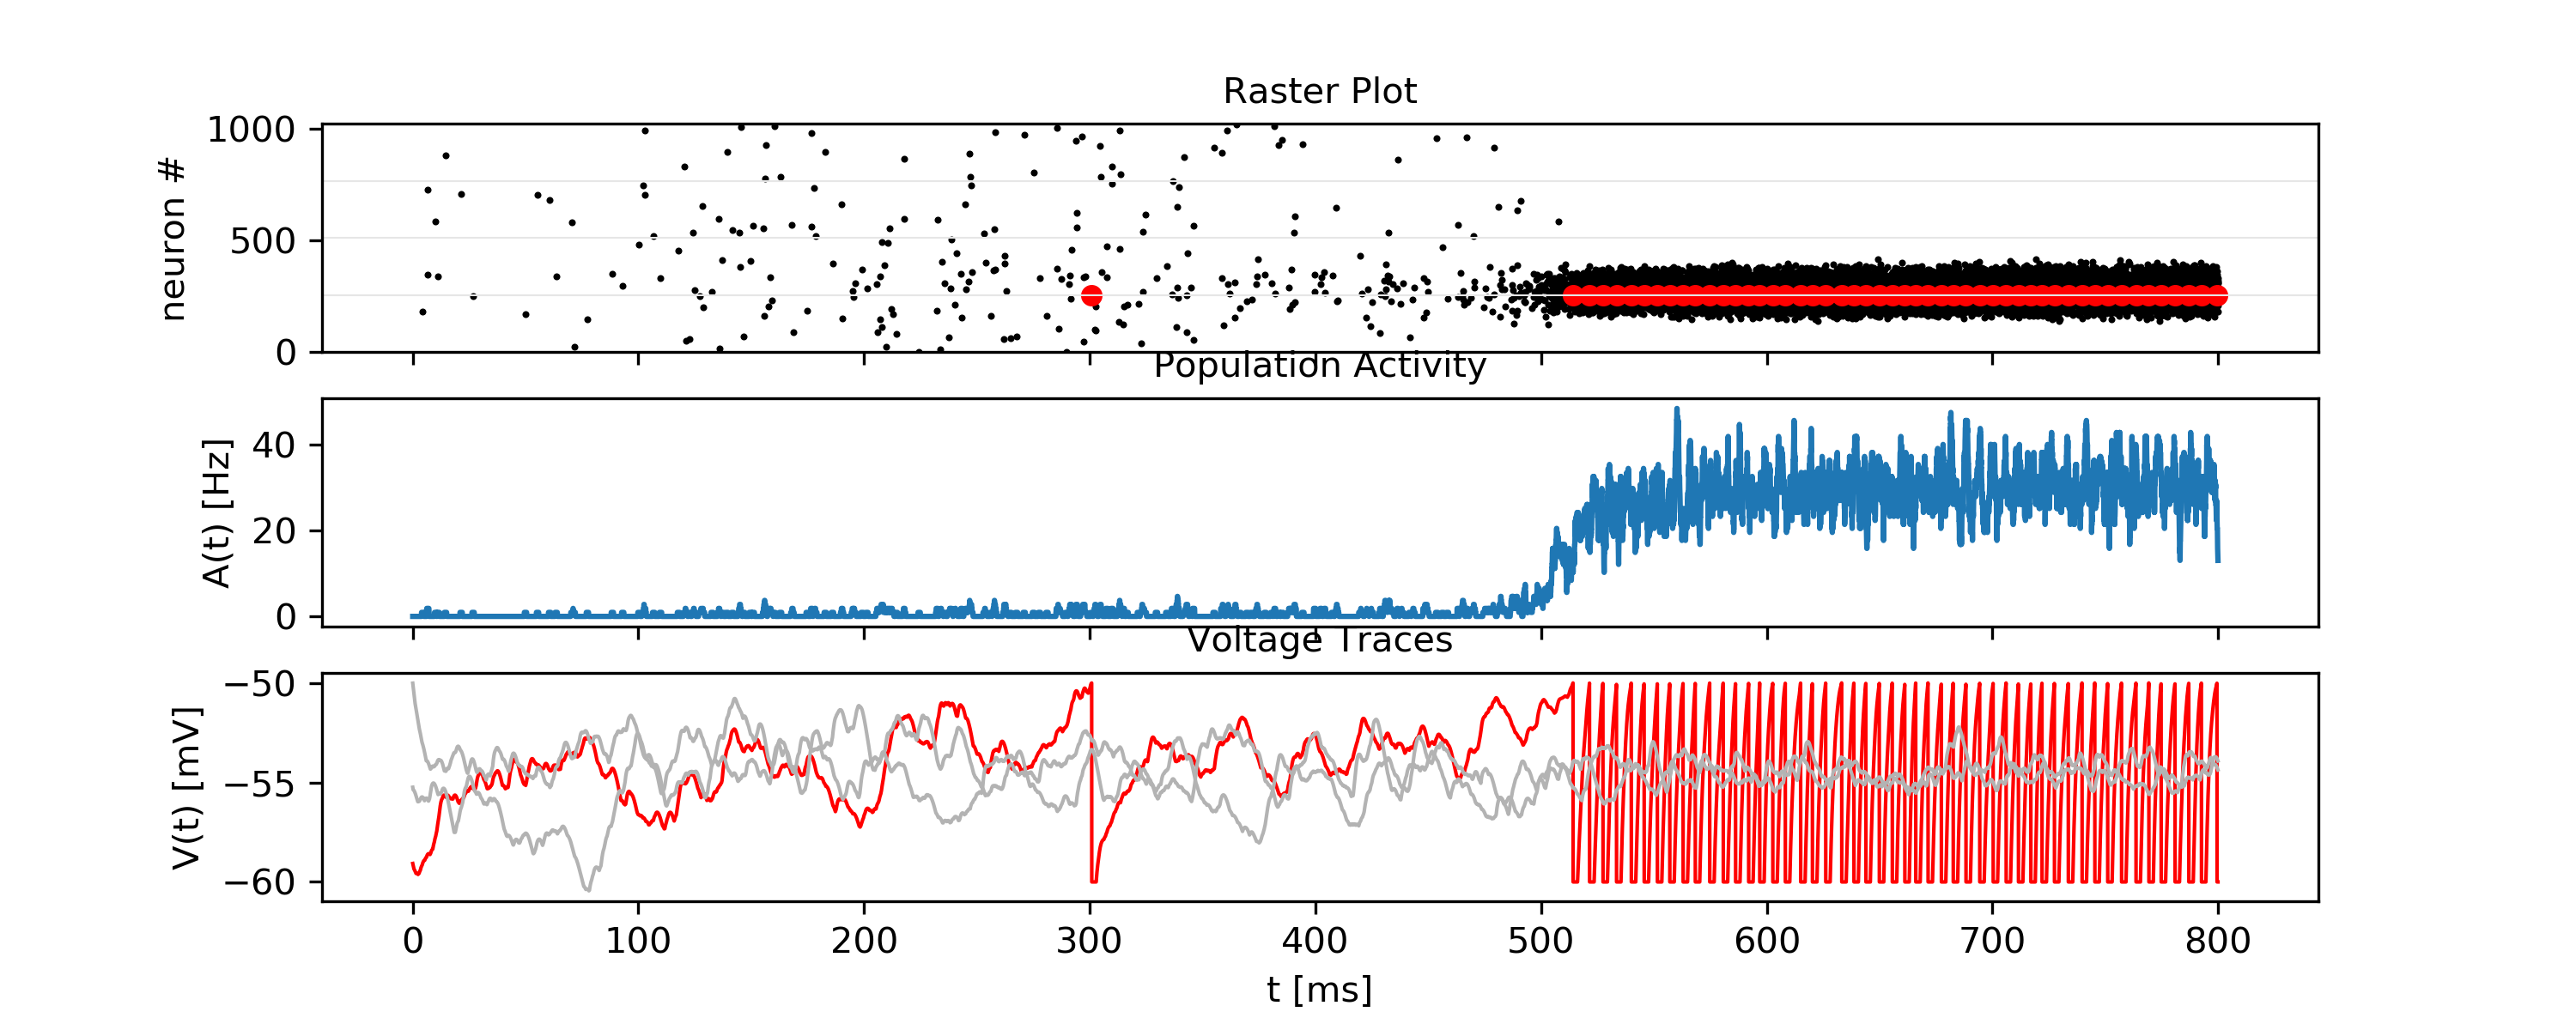 Raster Plot
neuron #
1000
500
0
Population Activity
A(t) [Hz]
40
20
0
Voltage Traces
V(t) [mV]
−50
−55
−60
0 100 200 300 400 500 600 700 800
t [ms]